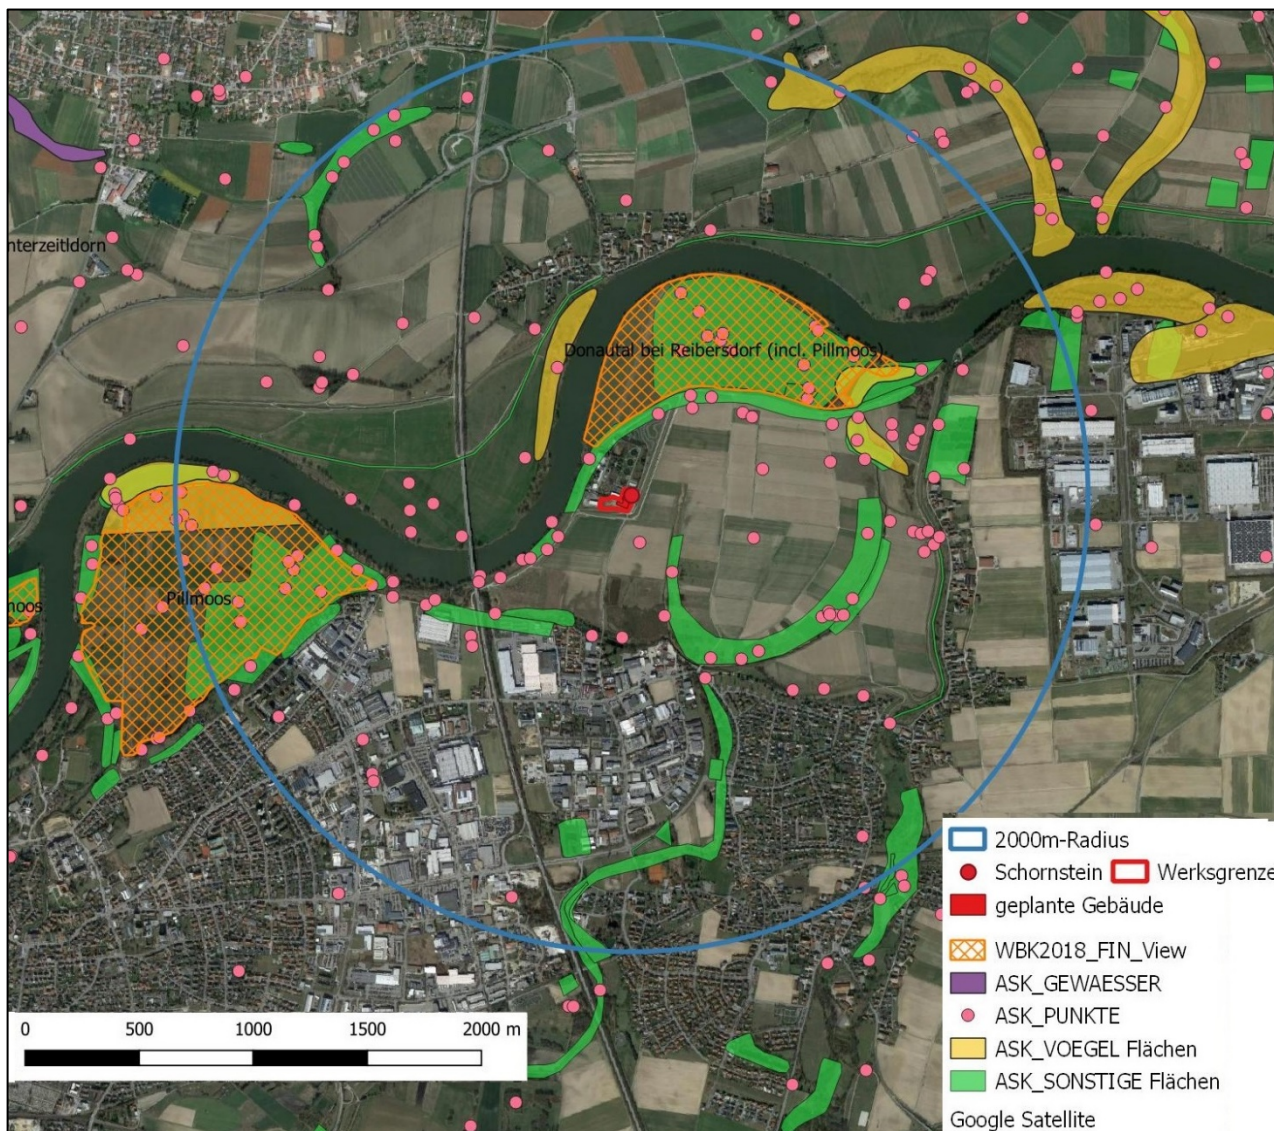 nterzeitldorn
Donautal bei Reibersdorf (incl. Pillmoos)
Pillmoos
moos
2000m-Radius
Schornstein Werksgrenze
geplante Gebäude
WBK2018_FIN_View
ASK_GEWAESSER
ASK_PUNKTE
ASK_VOEGEL Flächen
ASK_SONSTIGE Flächen
Google Satellite
0 500 1000 1500 2000 m